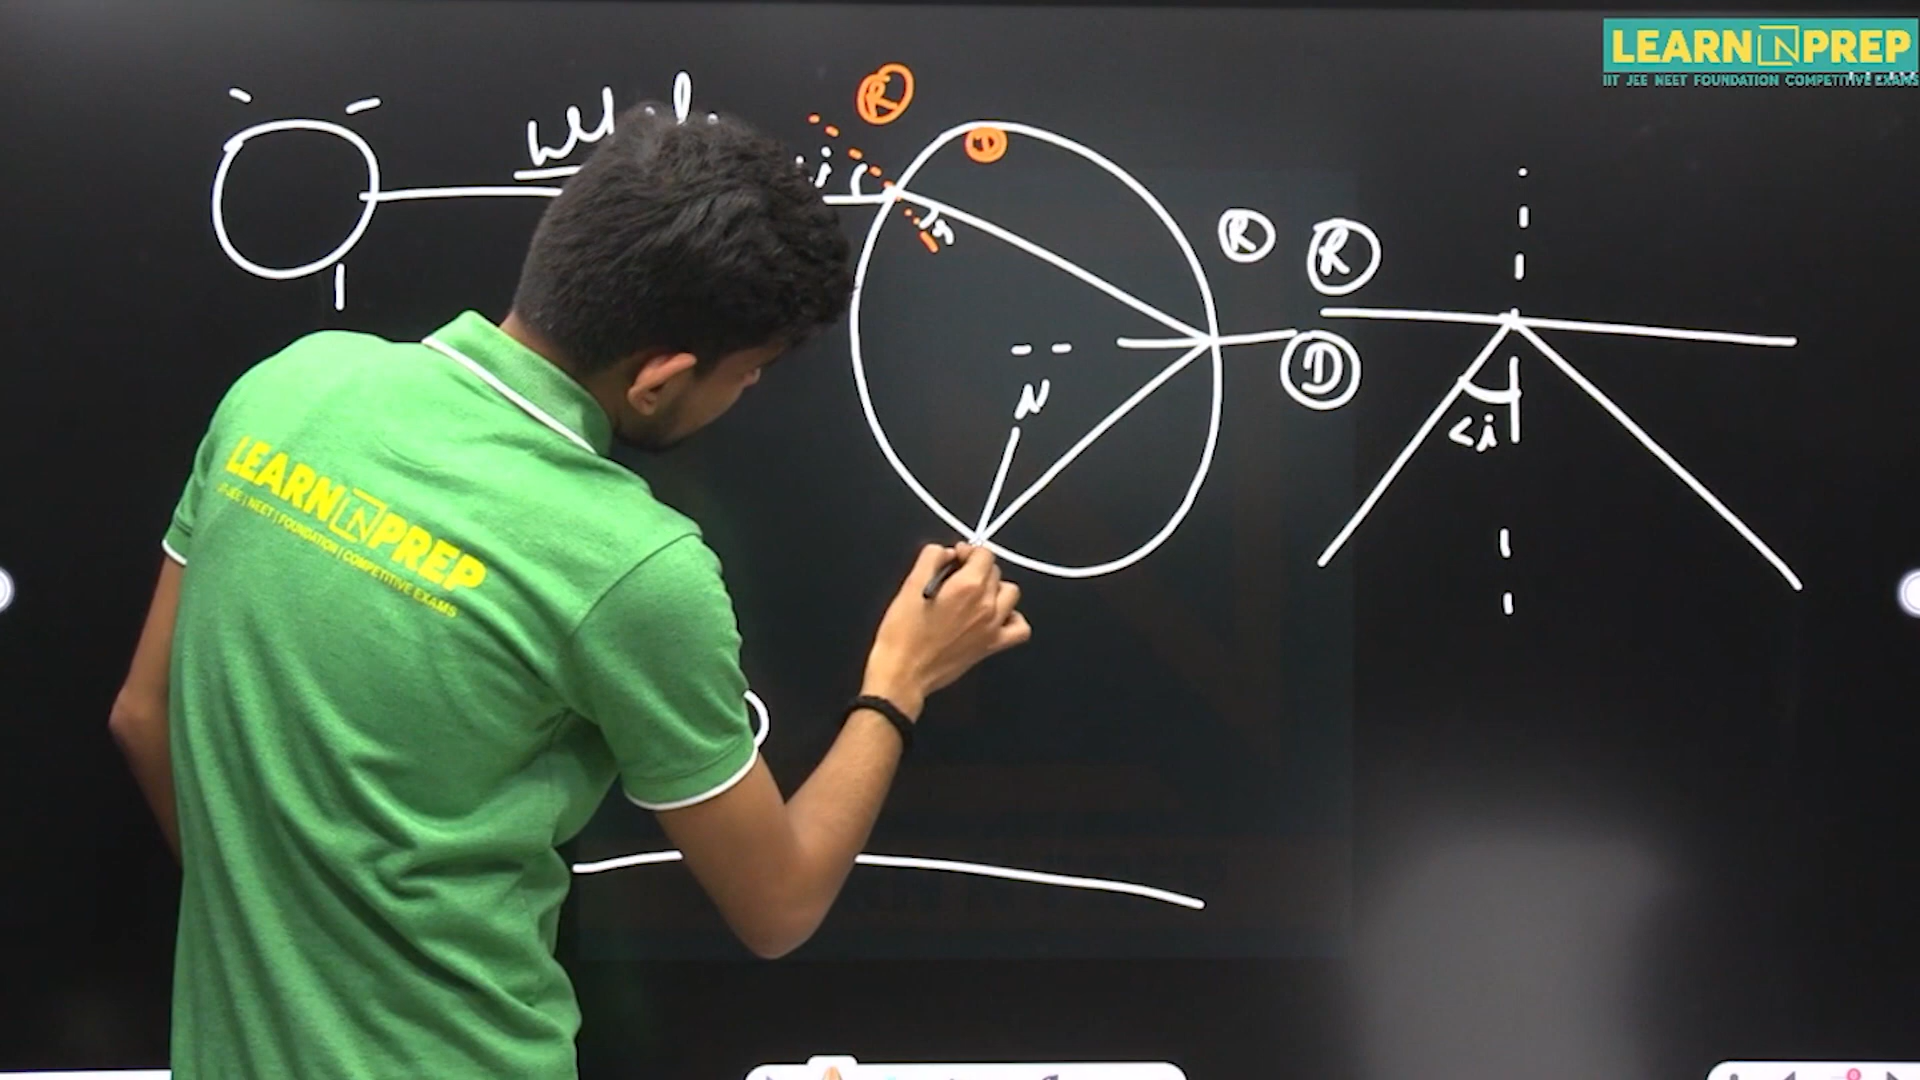 LEARN N PREP
IIT JEE NEET FOUNDATION COMPETITIVE EXAMS
R
D
i
r
R
R
D
N
<i
LEARN N PREP
IIT-JEE | NEET | FOUNDATION | COMPETITIVE EXAMS